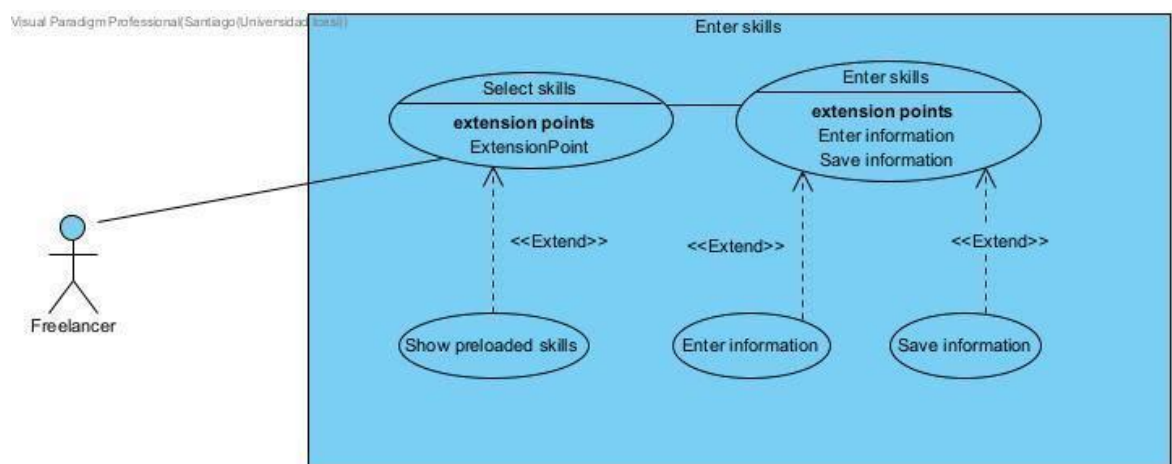 Visual Paradigm Professional(Santiago(Universidad Icesi))
Enter skills
Select skills
extension points
ExtensionPoint
Enter skills
extension points
Enter information
Save information
<<Extend>>
<<Extend>>
<<Extend>>
Freelancer
Show preloaded skills
Enter information
Save information